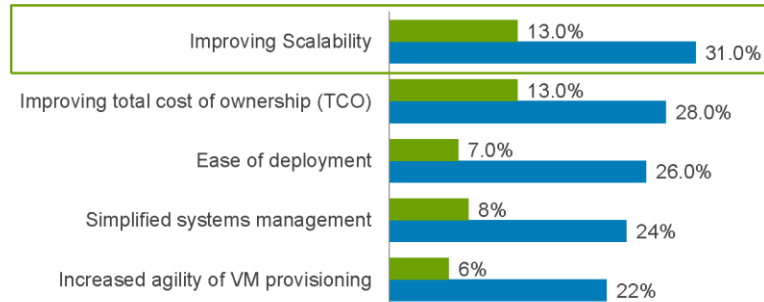 Improving Scalability 13.0% 31.0%
Improving total cost of ownership (TCO) 13.0% 28.0%
Ease of deployment 7.0% 26.0%
Simplified systems management 8% 24%
Increased agility of VM provisioning 6% 22%